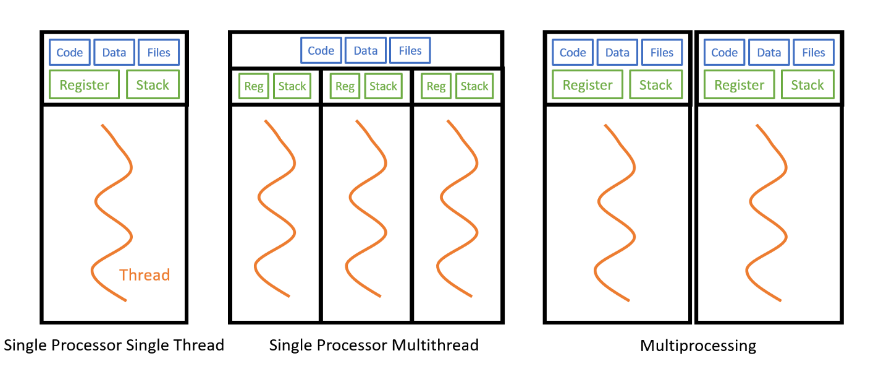 Code Data Files
Register Stack
Thread
Single Processor Single Thread
Code Data Files
Reg Stack Reg Stack Reg Stack
Single Processor Multithread
Code Data Files Code Data Files
Register Stack Register Stack
Multiprocessing